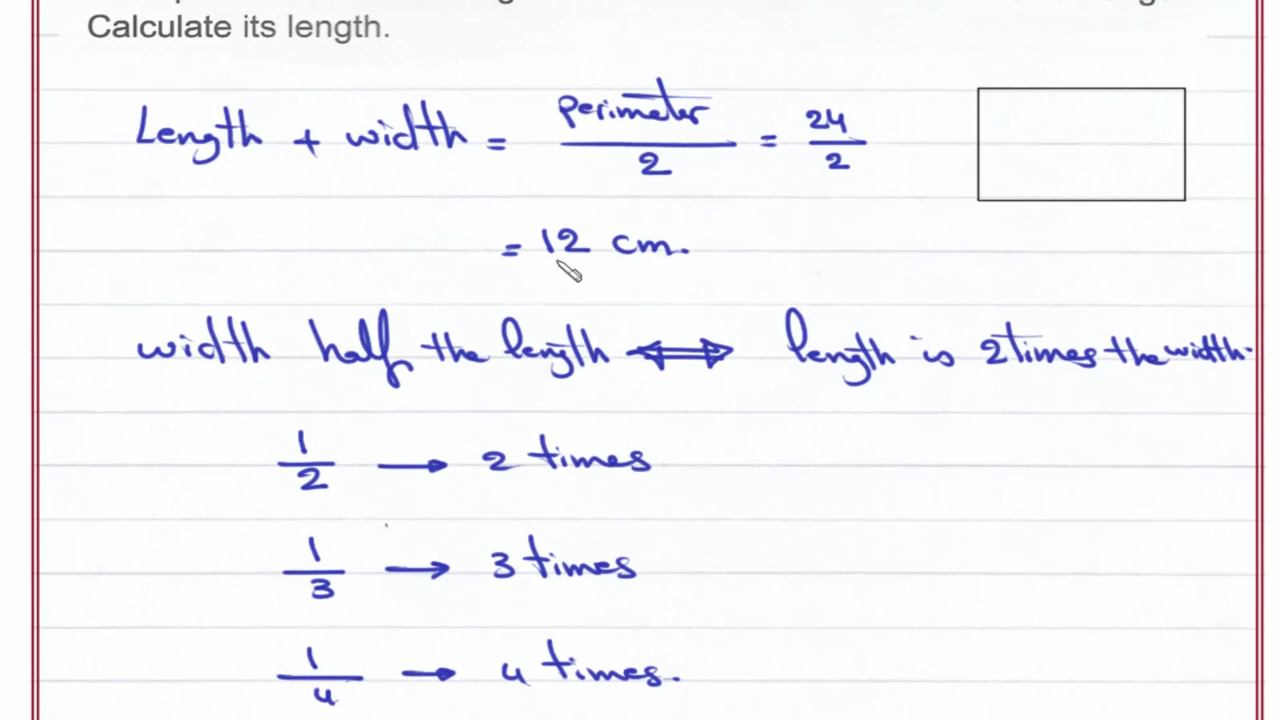 Calculate its length.
Length + width = perimeter / 2 = 24 / 2
= 12 cm.
width half the length ⟺ length is 2 times the width.
1/2 → 2 times
1/3 → 3 times
1/4 → 4 times.